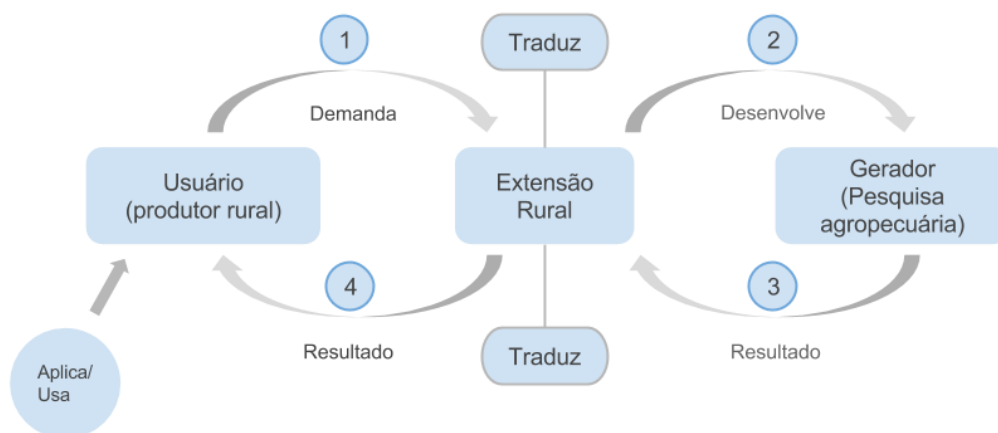 1
Traduz
2
Demanda
Desenvolve
Usuário
(produtor rural)
Extensão
Rural
Gerador
(Pesquisa
agropecuária)
4
3
Resultado
Traduz
Resultado
Aplica/
Usa